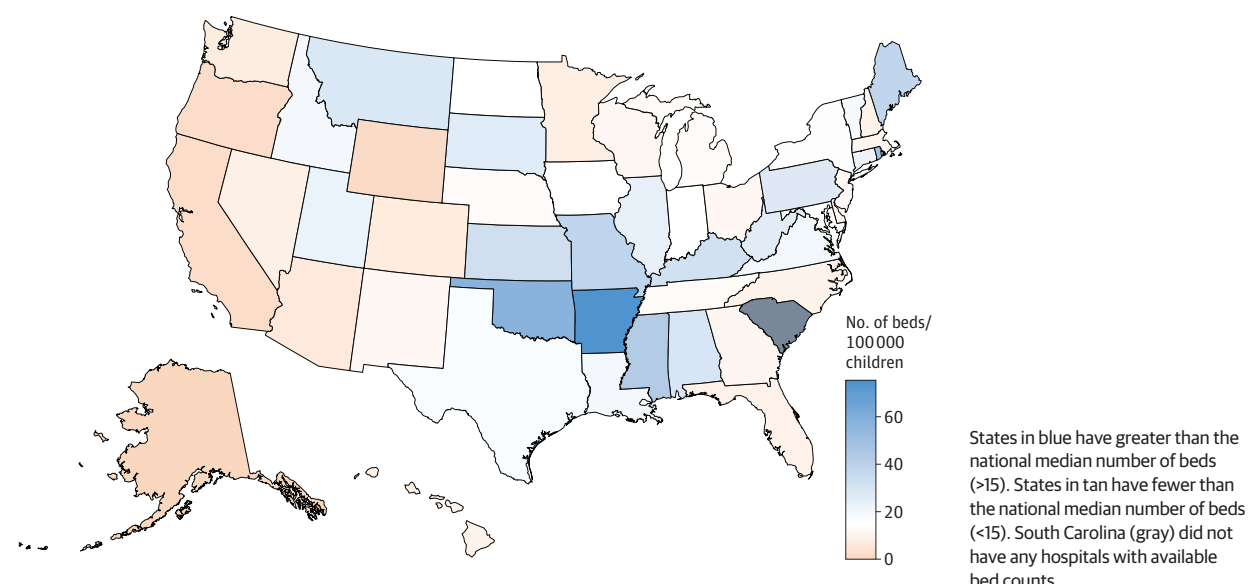 No. of beds/
100 000
children
60
40
20
0
States in blue have greater than the
national median number of beds
(>15). States in tan have fewer than
the national median number of beds
(<15). South Carolina (gray) did not
have any hospitals with available
bed counts